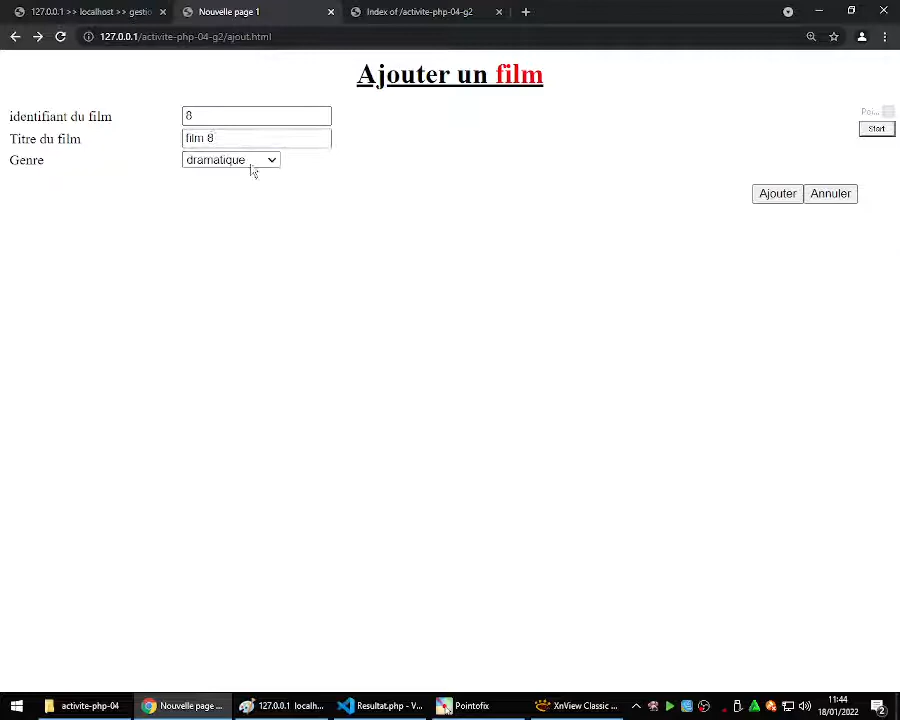 127.0.0.1 >> localhost >> gestio
Nouvelle page 1
Index of /activite-php-04-g2
127.0.0.1/activite-php-04-g2/ajout.html
Ajouter un film
identifiant du film 8
Titre du film film 8
Genre dramatique
Poi...
Start
Ajouter Annuler
activite-php-04
Nouvelle page ...
127.0.0.1 localh...
Resultat.php - V...
Pointofix
XnView Classic ...
11:44
18/01/2022
2